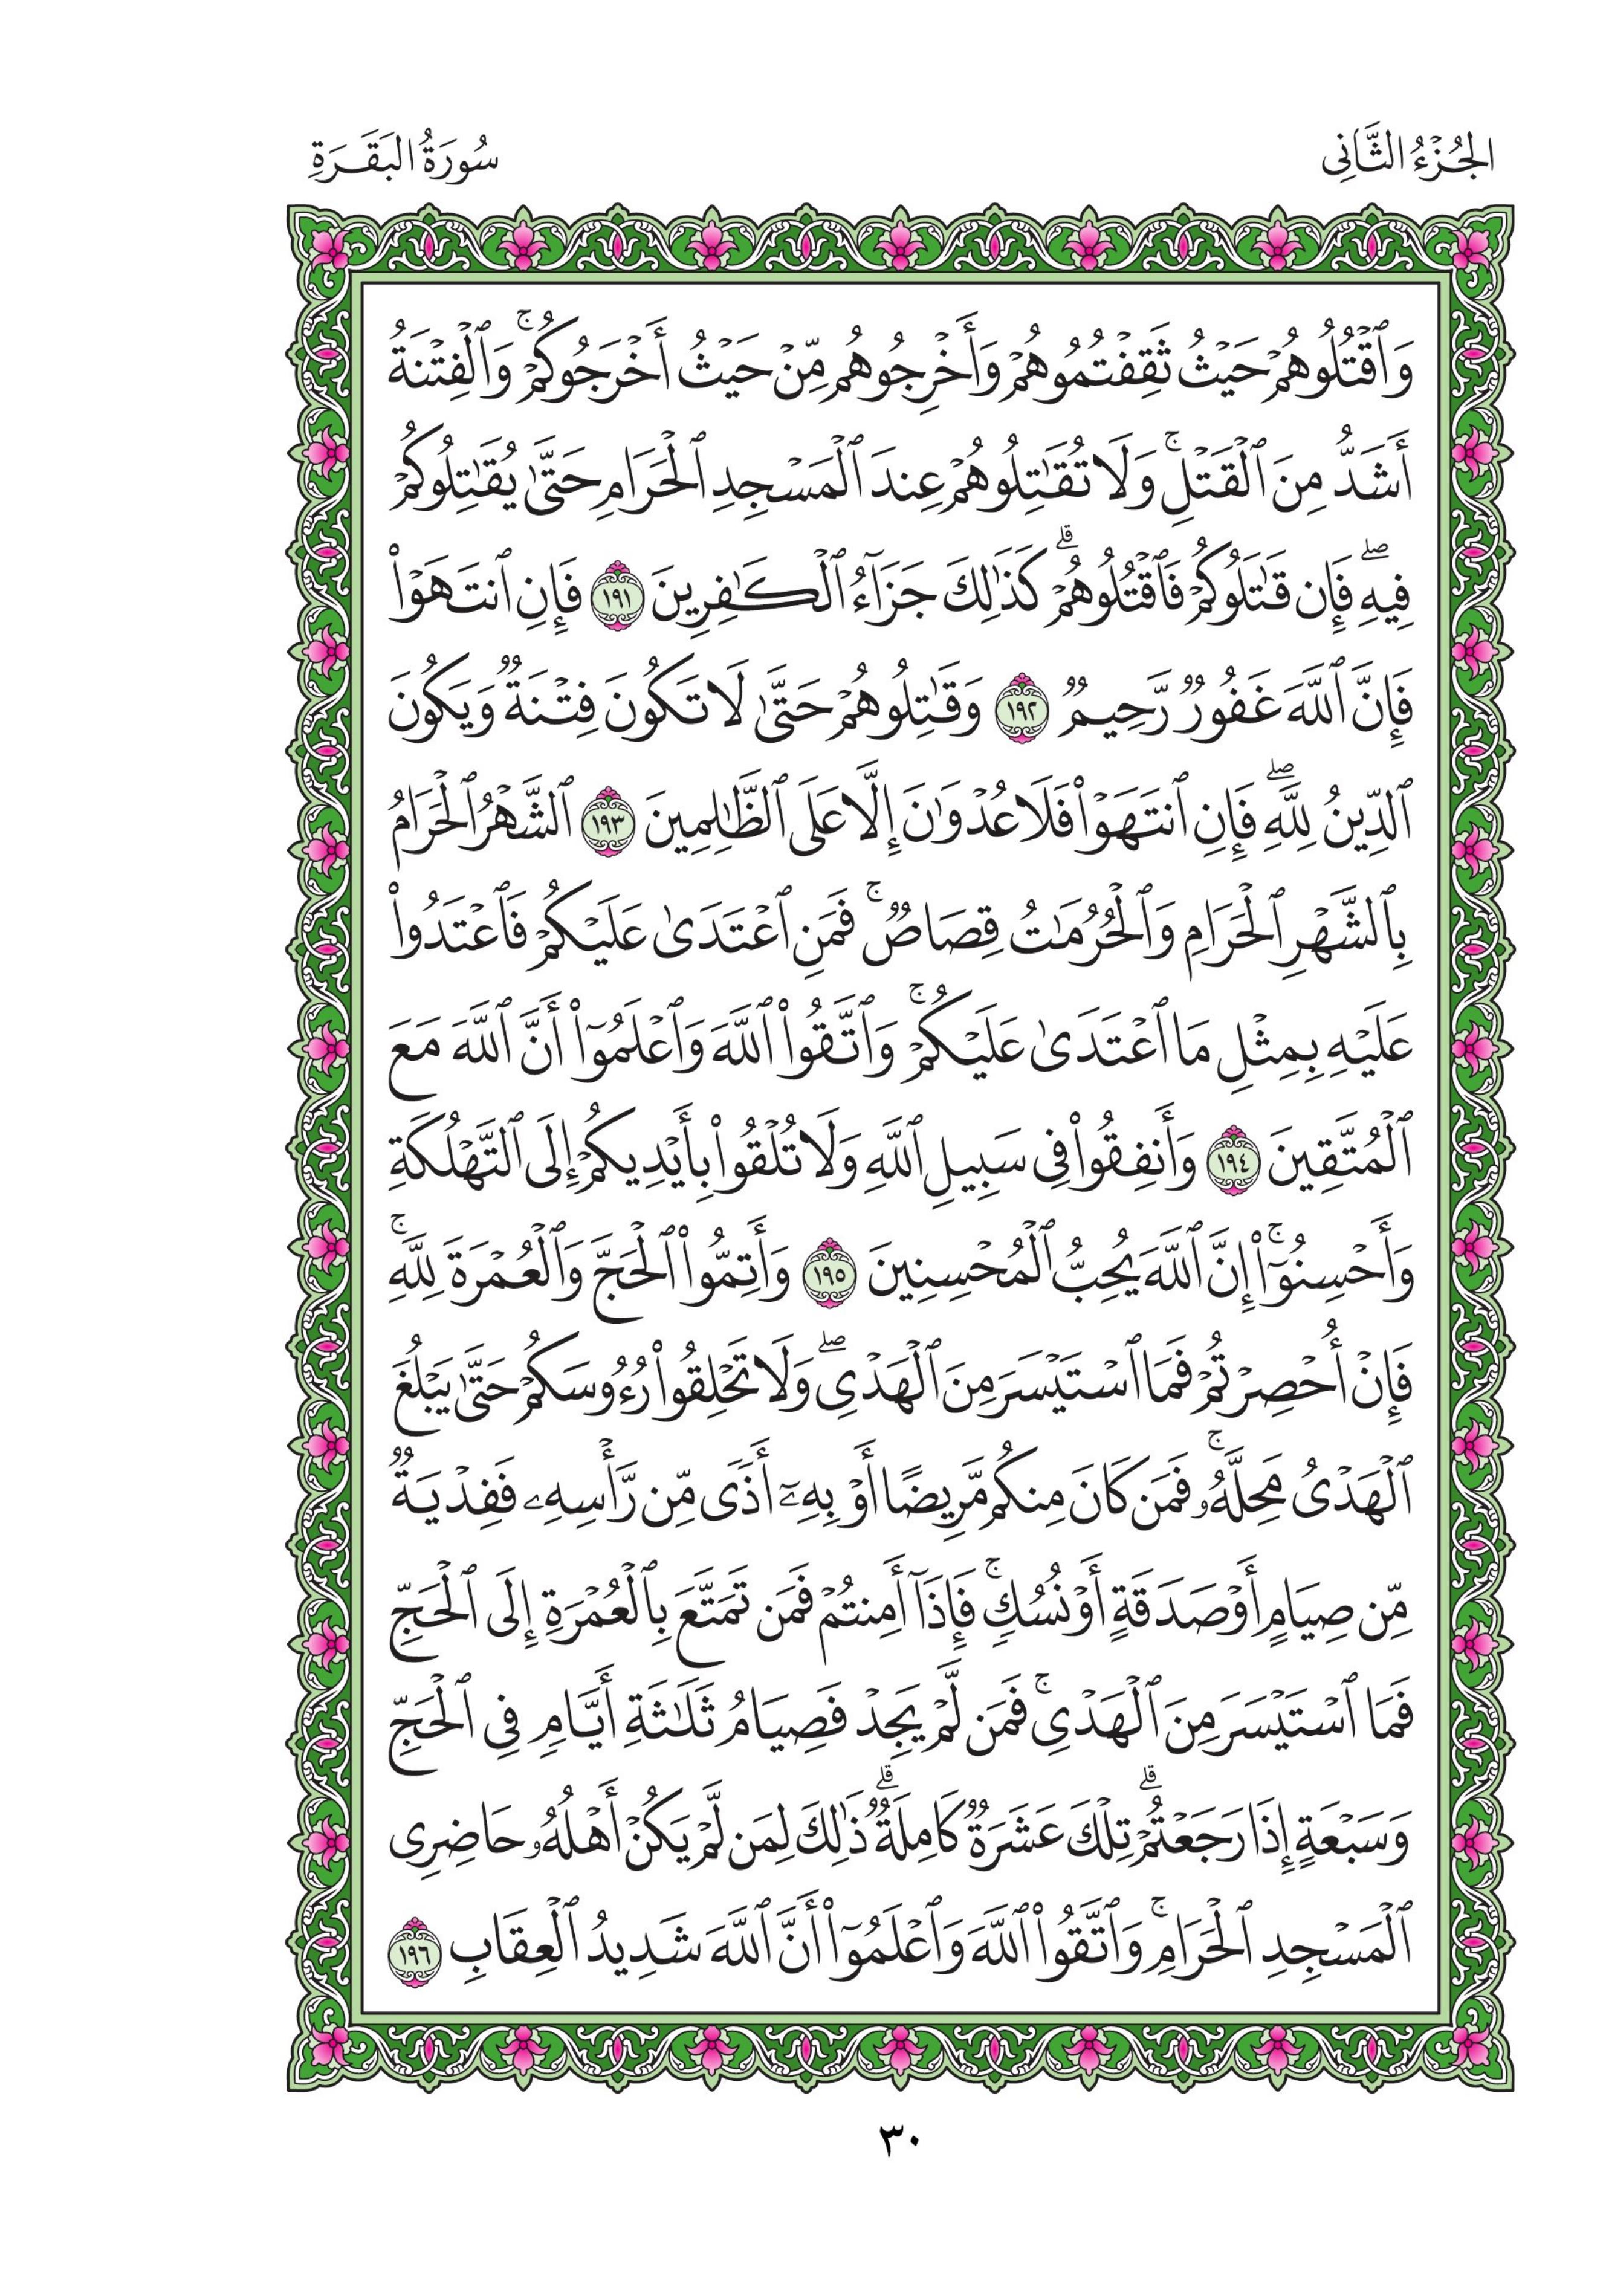 الجُزْءُ الثَّانِي
سُورَةُ البَقَرَةِ
وَٱقۡتُلُوهُمۡ حَيۡثُ ثَقِفۡتُمُوهُمۡ وَأَخۡرِجُوهُم مِّنۡ حَيۡثُ أَخۡرَجُوكُمۡۚ وَٱلۡفِتۡنَةُ
أَشَدُّ مِنَ ٱلۡقَتۡلِۚ وَلَا تُقَٰتِلُوهُمۡ عِندَ ٱلۡمَسۡجِدِ ٱلۡحَرَامِ حَتَّىٰ يُقَٰتِلُوكُمۡ
فِيهِۖ فَإِن قَٰتَلُوكُمۡ فَٱقۡتُلُوهُمۡۗ كَذَٰلِكَ جَزَآءُ ٱلۡكَٰفِرِينَ ١٩١ فَإِنِ ٱنتَهَوۡاْ
فَإِنَّ ٱللَّهَ غَفُورٞ رَّحِيمٞ ١٩٢ وَقَٰتِلُوهُمۡ حَتَّىٰ لَا تَكُونَ فِتۡنَةٞ وَيَكُونَ
ٱلدِّينُ لِلَّهِۖ فَإِنِ ٱنتَهَوۡاْ فَلَا عُدۡوَٰنَ إِلَّا عَلَى ٱلظَّٰلِمِينَ ١٩٣ ٱلشَّهۡرُ ٱلۡحَرَامُ
بِٱلشَّهۡرِ ٱلۡحَرَامِ وَٱلۡحُرُمَٰتُ قِصَاصٞۚ فَمَنِ ٱعۡتَدَىٰ عَلَيۡكُمۡ فَٱعۡتَدُواْ
عَلَيۡهِ بِمِثۡلِ مَا ٱعۡتَدَىٰ عَلَيۡكُمۡۚ وَٱتَّقُواْ ٱللَّهَ وَٱعۡلَمُوٓاْ أَنَّ ٱللَّهَ مَعَ
ٱلۡمُتَّقِينَ ١٩٤ وَأَنفِقُواْ فِي سَبِيلِ ٱللَّهِ وَلَا تُلۡقُواْ بِأَيۡدِيكُمۡ إِلَى ٱلتَّهۡلُكَةِ
وَأَحۡسِنُوٓاْۚ إِنَّ ٱللَّهَ يُحِبُّ ٱلۡمُحۡسِنِينَ ١٩٥ وَأَتِمُّواْ ٱلۡحَجَّ وَٱلۡعُمۡرَةَ لِلَّهِۚ
فَإِنۡ أُحۡصِرۡتُمۡ فَمَا ٱسۡتَيۡسَرَ مِنَ ٱلۡهَدۡيِۖ وَلَا تَحۡلِقُواْ رُءُوسَكُمۡ حَتَّىٰ يَبۡلُغَ
ٱلۡهَدۡيُ مَحِلَّهُۥۚ فَمَن كَانَ مِنكُم مَّرِيضًا أَوۡ بِهِۦٓ أَذٗى مِّن رَّأۡسِهِۦ فَفِدۡيَةٞ
مِّن صِيَامٍ أَوۡ صَدَقَةٍ أَوۡ نُسُكٖۚ فَإِذَآ أَمِنتُمۡ فَمَن تَمَتَّعَ بِٱلۡعُمۡرَةِ إِلَى ٱلۡحَجِّ
فَمَا ٱسۡتَيۡسَرَ مِنَ ٱلۡهَدۡيِۚ فَمَن لَّمۡ يَجِدۡ فَصِيَامُ ثَلَٰثَةِ أَيَّامٖ فِي ٱلۡحَجِّ
وَسَبۡعَةٍ إِذَا رَجَعۡتُمۡۗ تِلۡكَ عَشَرَةٞ كَامِلَةٞۗ ذَٰلِكَ لِمَن لَّمۡ يَكُنۡ أَهۡلُهُۥ حَاضِرِي
ٱلۡمَسۡجِدِ ٱلۡحَرَامِۚ وَٱتَّقُواْ ٱللَّهَ وَٱعۡلَمُوٓاْ أَنَّ ٱللَّهَ شَدِيدُ ٱلۡعِقَابِ ١٩٦
٣٠